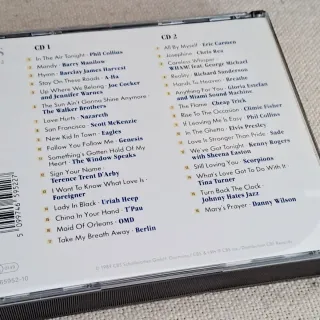 CD 1
In The Air Tonight · Phil Collins
Mandy · Barry Manilow
Hymn · Barclay James Harvest
Stay On These Roads · A-Ha
Up Where We Belong · Joe Cocker
and Jennifer Warnes
The Sun Ain't Gonna Shine Anymore
· The Walker Brothers
Love Hurts · Nazareth
San Francisco · Scott McKenzie
New Kid In Town · Eagles
Follow You Follow Me · Genesis
Something's Gotten Hold Of My
Heart · The Window Speaks
Sign Your Name ·
Terence Trent D'Arby
I Want To Know What Love Is ·
Foreigner
Lady In Black · Uriah Heep
China In Your Hand · T'Pau
Maid Of Orleans · OMD
Take My Breath Away · Berlin
CD 2
All By Myself · Eric Carmen
Josephine · Chris Rea
Careless Whisper ·
WHAM! feat. George Michael
Reality · Richard Sanderson
Hard To Breathe
Anything For You · Gloria Estefan
and Miami Sound Machine
The Flame · Cheap Trick
Rise To The Occasion · Climie Fisher
If Leaving Me Is Easy · Phil Collins
In The Ghetto · Elvis Presley
Love Is Stronger Than Pride · Sade
We've Got Tonight · Kenny Rogers
with Sheena Easton
Still Loving You · Scorpions
What's Love Got To Do With It ·
Tina Turner
Turn Back The Clock ·
Johnny Hates Jazz
Mary's Prayer · Danny Wilson
5 099746